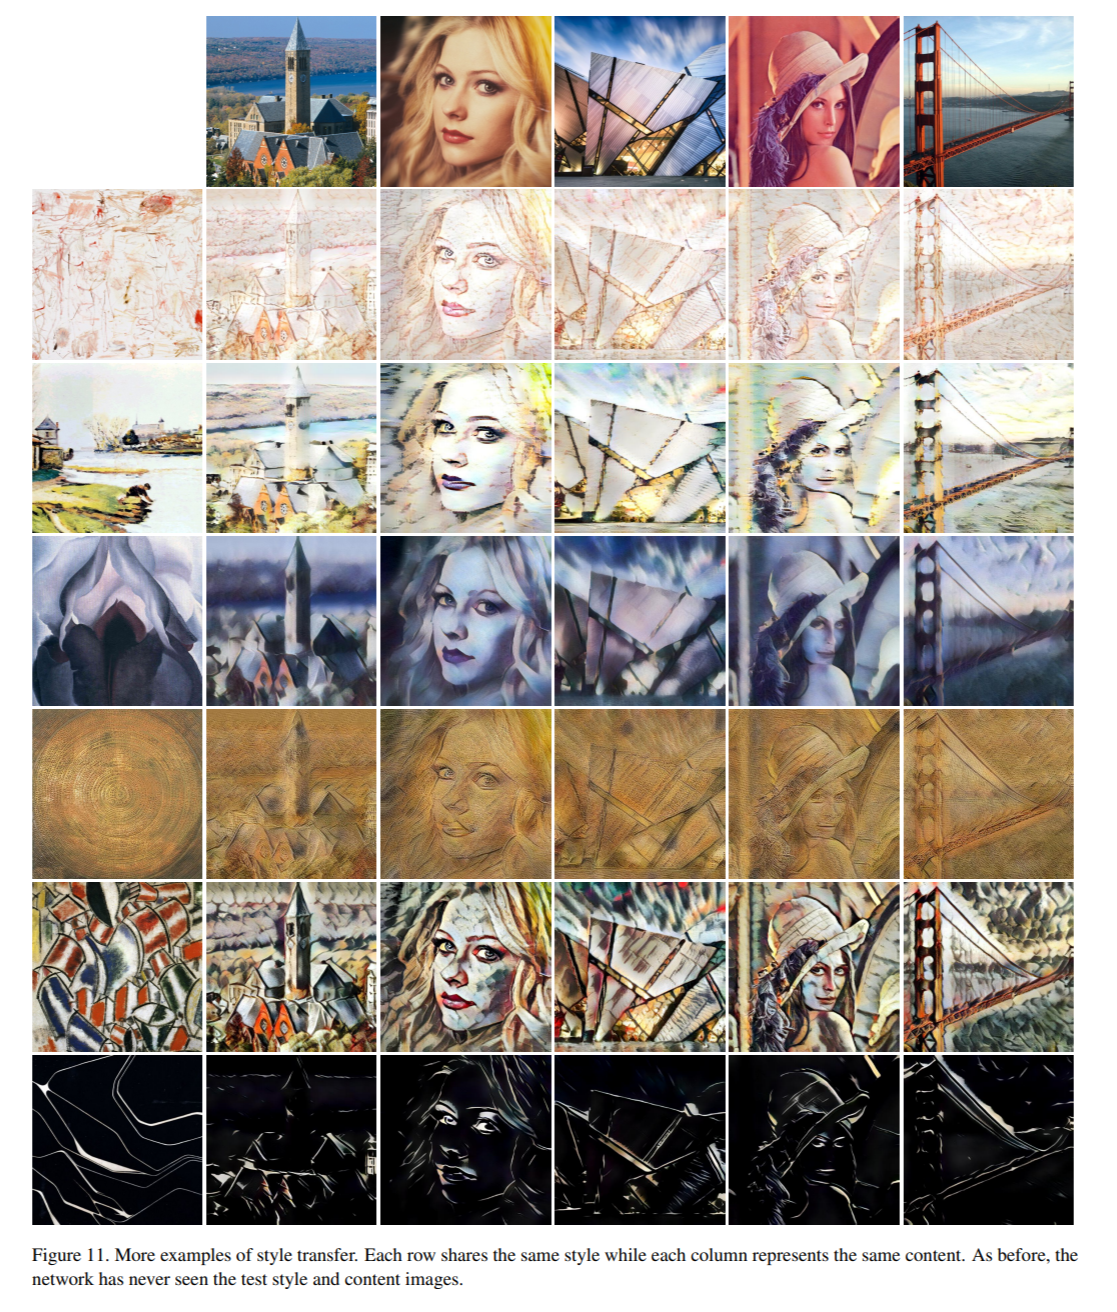 Figure 11. More examples of style transfer. Each row shares the same style while each column represents the same content. As before, the
network has never seen the test style and content images.